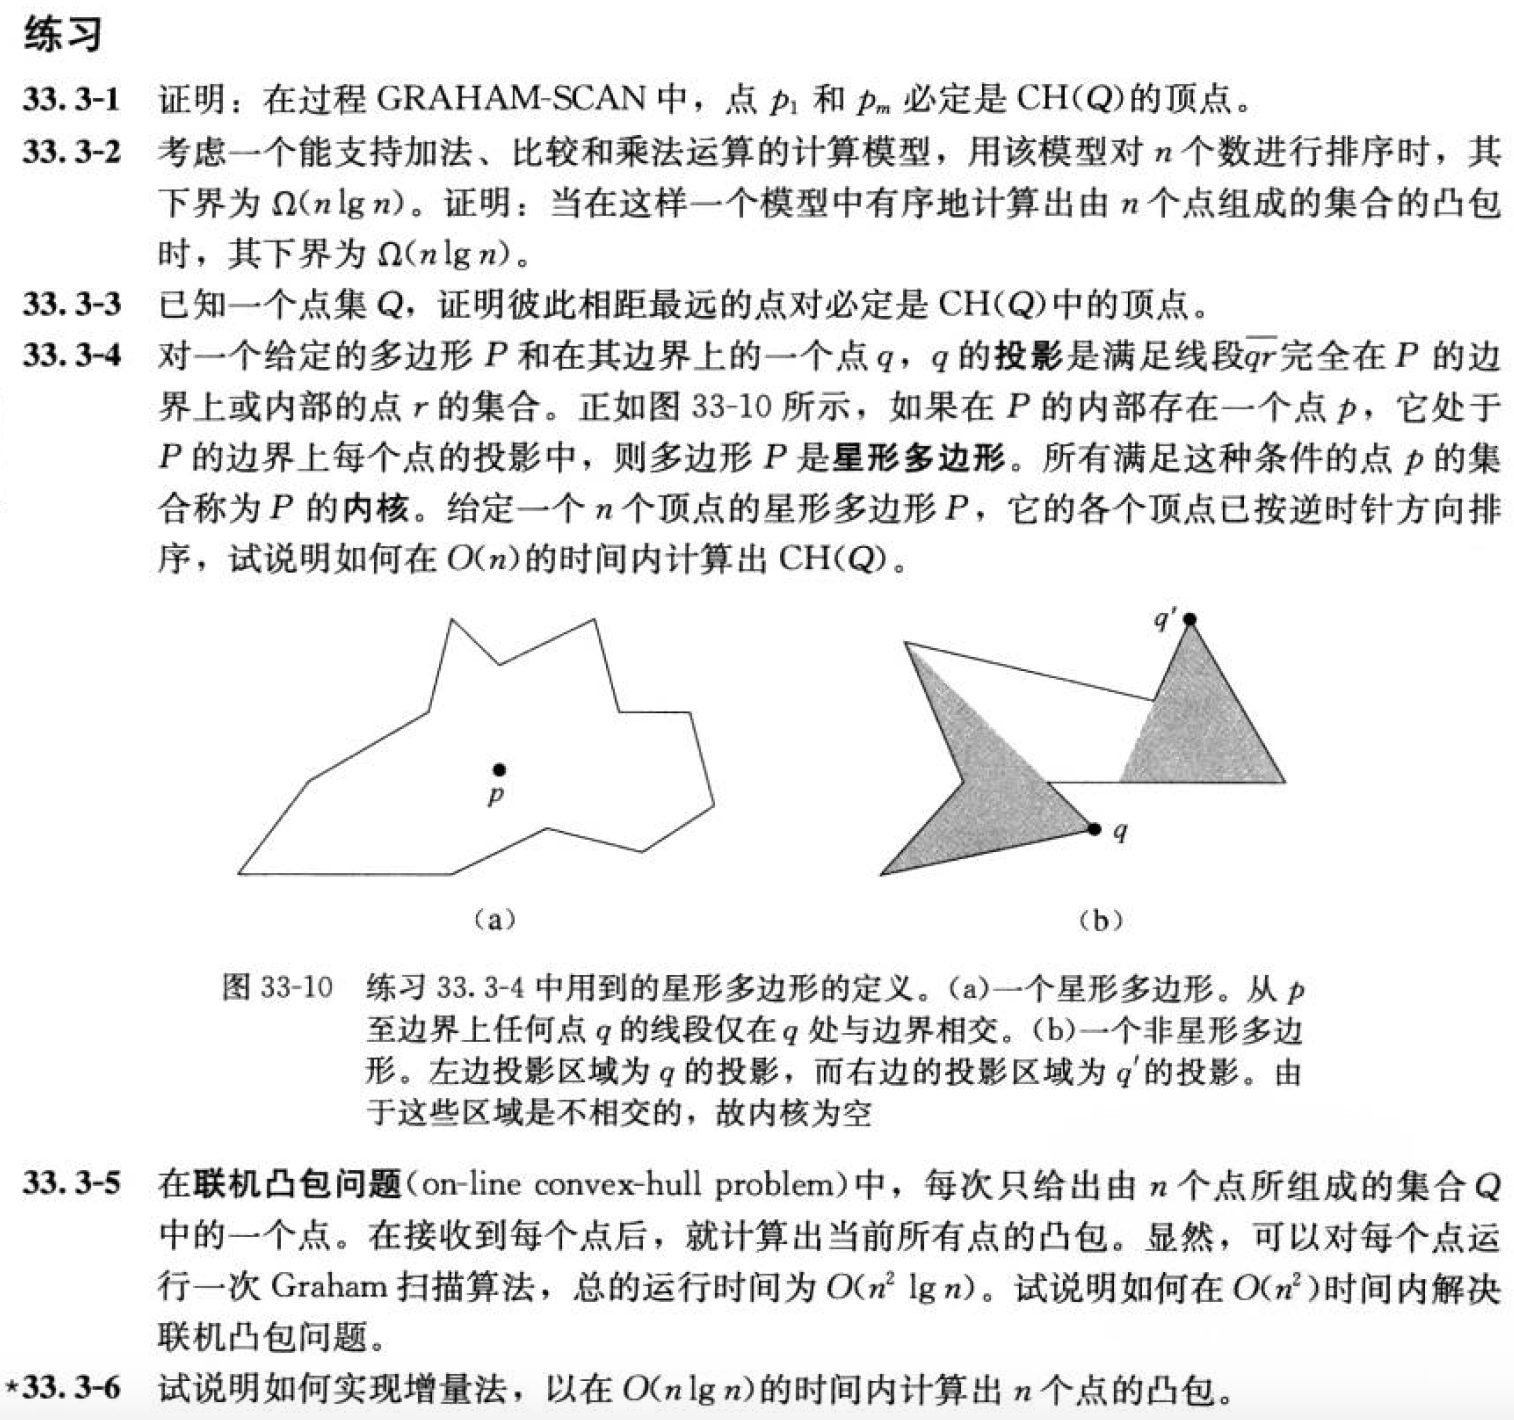 练习
33.3-1 证明：在过程 GRAHAM-SCAN 中，点 p₁ 和 pₘ 必定是 CH(Q)的顶点。
33.3-2 考虑一个能支持加法、比较和乘法运算的计算模型，用该模型对 n 个数进行排序时，其
下界为 Ω(n lg n)。证明：当在这样一个模型中有序地计算出由 n 个点组成的集合的凸包
时，其下界为 Ω(n lg n)。
33.3-3 已知一个点集 Q，证明彼此相距最远的点对必定是 CH(Q)中的顶点。
33.3-4 对一个给定的多边形 P 和在其边界上的一个点 q，q 的投影是满足线段q̅r̅完全在 P 的边
界上或内部的点 r 的集合。正如图 33-10 所示，如果在 P 的内部存在一个点 p，它处于
P 的边界上每个点的投影中，则多边形 P 是星形多边形。所有满足这种条件的点 p 的集
合称为 P 的内核。给定一个 n 个顶点的星形多边形 P，它的各个顶点已按逆时针方向排
序，试说明如何在 O(n)的时间内计算出 CH(Q)。
q′
p
q
(a)
(b)
图 33-10 练习 33.3-4 中用到的星形多边形的定义。(a)一个星形多边形。从 p
至边界上任何点 q 的线段仅在 q 处与边界相交。(b)一个非星形多边
形。左边投影区域为 q 的投影，而右边的投影区域为 q′的投影。由
于这些区域是不相交的，故内核为空
33.3-5 在联机凸包问题(on-line convex-hull problem)中，每次只给出由 n 个点所组成的集合 Q
中的一个点。在接收到每个点后，就计算出当前所有点的凸包。显然，可以对每个点运
行一次 Graham 扫描算法，总的运行时间为 O(n² lg n)。试说明如何在 O(n²)时间内解决
联机凸包问题。
*33.3-6 试说明如何实现增量法，以在 O(n lg n)的时间内计算出 n 个点的凸包。